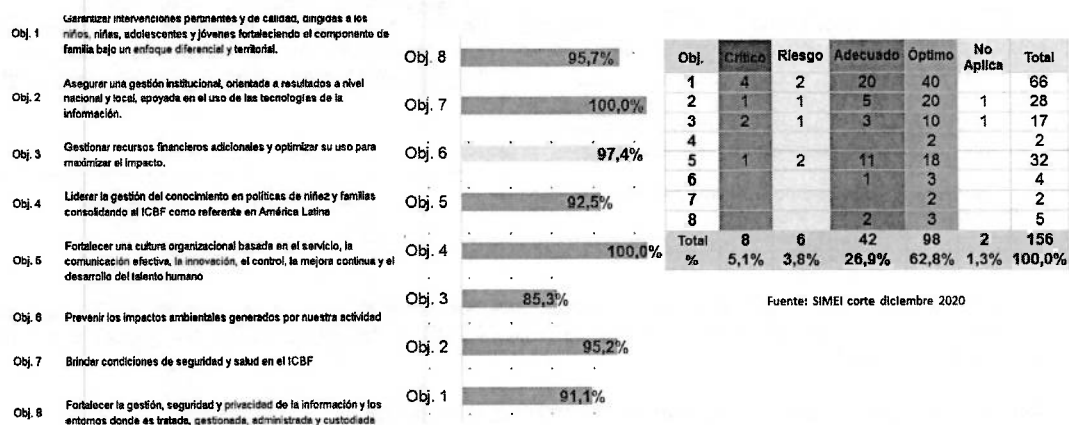 Obj. 1
Garantizar intervenciones pertinentes y de calidad, dirigidas a los
niños, niñas, adolescentes y jóvenes fortaleciendo el componente de
familia bajo un enfoque diferencial y territorial.
Obj. 2
Asegurar una gestión institucional, orientada a resultados a nivel
nacional y local, apoyada en el uso de las tecnologías de la
información.
Obj. 3
Gestionar recursos financieros adicionales y optimizar su uso para
maximizar el impacto.
Obj. 4
Liderar la gestión del conocimiento en políticas de niñez y familias
consolidando al ICBF como referente en América Latina
Obj. 5
Fortalecer una cultura organizacional basada en el servicio, la
comunicación efectiva, la innovación, el control, la mejora continua y el
desarrollo del talento humano
Obj. 6
Prevenir los impactos ambientales generados por nuestra actividad
Obj. 7
Brindar condiciones de seguridad y salud en el ICBF
Obj. 8
Fortalecer la gestión, seguridad y privacidad de la información y los
entornos donde es tratada, gestionada, administrada y custodiada
Obj. 8 95,7%
Obj. 7 100,0%
Obj. 6 97,4%
Obj. 5 92,5%
Obj. 4 100,0%
Obj. 3 85,3%
Obj. 2 95,2%
Obj. 1 91,1%
Obj. Crítico Riesgo Adecuado Óptimo No Aplica Total
1 4 2 20 40 66
2 1 1 5 20 1 28
3 2 1 3 10 1 17
4 2 2
5 1 2 11 18 32
6 1 3 4
7 2 2
8 2 3 5
Total 8 6 42 98 2 156
% 5,1% 3,8% 26,9% 62,8% 1,3% 100,0%
Fuente: SIMEI corte diciembre 2020